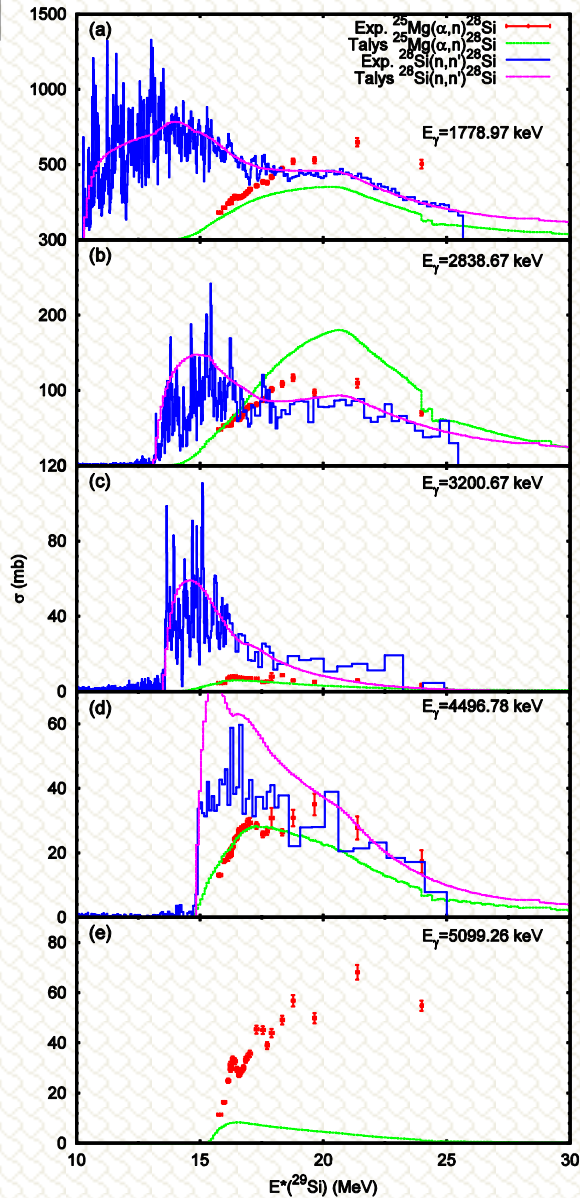 1500
(a)
Exp. ²⁵Mg(α,n)²⁸Si
Talys ²⁵Mg(α,n)²⁸Si
Exp. ²⁸Si(n,n')²⁸Si
Talys ²⁸Si(n,n')²⁸Si
1000
Eγ=1778.97 keV
500
300
(b)
Eγ=2838.67 keV
200
100
120
(c)
Eγ=3200.67 keV
80
40
0
σ (mb)
(d)
Eγ=4496.78 keV
60
40
20
0
(e)
Eγ=5099.26 keV
80
60
40
20
0
10 15 20 25 30
E*(²⁹Si) (MeV)